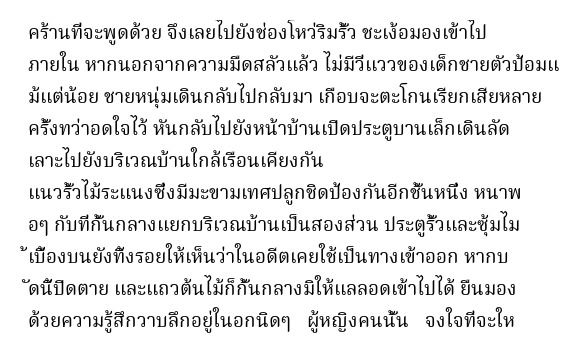 คร้านที่จะพูดด้วย จึงเลยไปยังช่องโหว่ริมรั้ว ชะเง้อมองเข้าไป
ภายใน หากนอกจากความมืดสลัวแล้ว ไม่มีวี่แววของเด็กชายตัวป้อมแ
ม้แต่น้อย ชายหนุ่มเดินกลับไปกลับมา เกือบจะตะโกนเรียกเสียหลาย
ครั้งทว่าอดใจไว้ หันกลับไปยังหน้าบ้านเปิดประตูบานเล็กเดินลัด
เลาะไปยังบริเวณบ้านใกล้เรือนเคียงกัน
แนวรั้วไม้ระแนงซึ่งมีมะขามเทศปลูกชิดป้องกันอีกชั้นหนึ่ง หนาพ
อๆ กับที่กั้นกลางแยกบริเวณบ้านเป็นสองส่วน ประตูรั้วและซุ้มไม
้เบื้องบนยังทิ้งรอยให้เห็นว่าในอดีตเคยใช้เป็นทางเข้าออก หากบ
ัดนี้ปิดตาย และแถวต้นไม้ก็กั้นกลางมิให้แลลอดเข้าไปได้ ยืนมอง
ด้วยความรู้สึกวาบลึกอยู่ในอกนิดๆ ผู้หญิงคนนั้น จงใจที่จะให